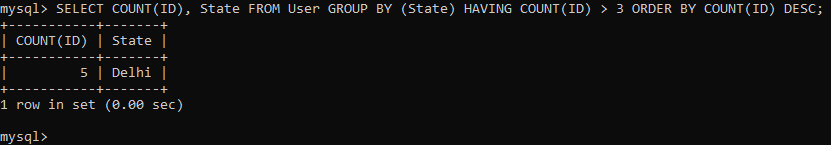 mysql> SELECT COUNT(ID), State FROM User GROUP BY (State) HAVING COUNT(ID) > 3 ORDER BY COUNT(ID) DESC;
+-----------+-------+
| COUNT(ID) | State |
+-----------+-------+
|         5 | Delhi |
+-----------+-------+
1 row in set (0.00 sec)
mysql>